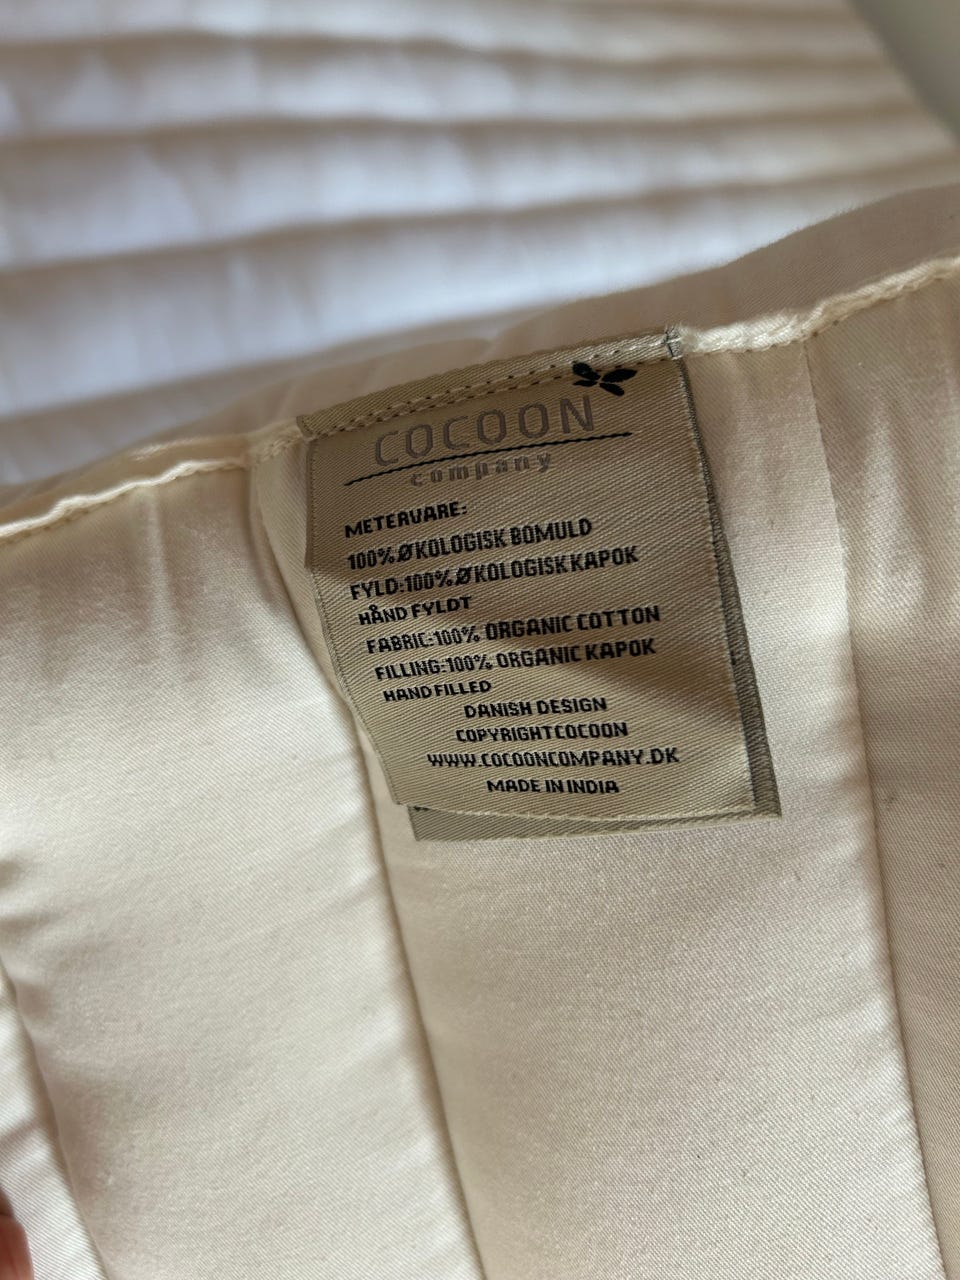 COCOON
company
METERVARE:
100% ØKOLOGISK BOMULD
FYLD:100% ØKOLOGISK KAPOK
HÅND FYLDT
FABRIC:100% ORGANIC COTTON
FILLING:100% ORGANIC KAPOK
HAND FILLED
DANISH DESIGN
COPYRIGHT COCOON
WWW.COCOONCOMPANY.DK
MADE IN INDIA